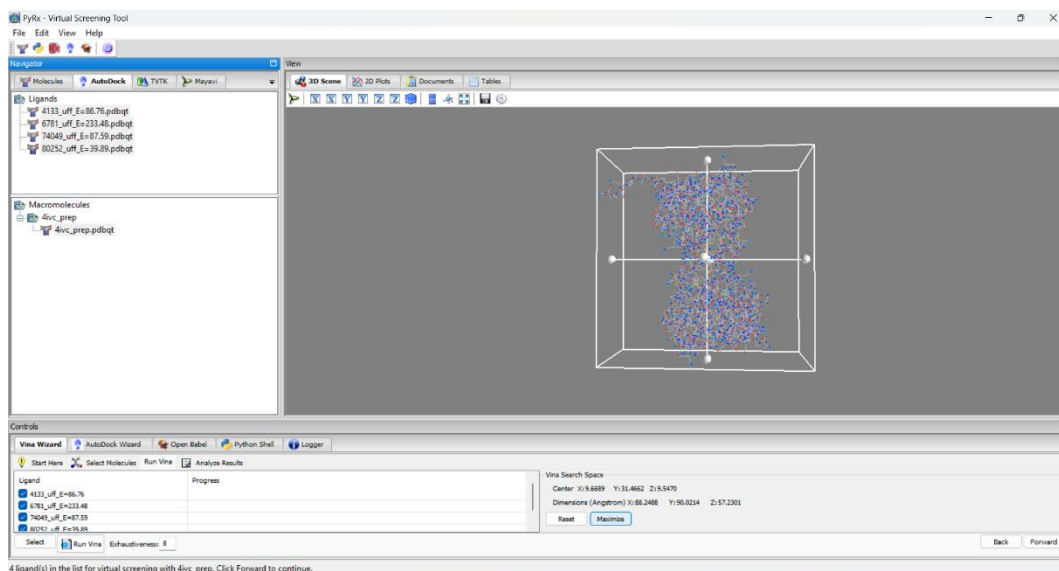 PyRx - Virtual Screening Tool
File Edit View Help
Navigator
View
Molecules AutoDock TVTK Mayavi
3D Scene 2D Plots Documents Tables
Ligands
4133_uff_E=86.76.pdbqt
6781_uff_E=233.48.pdbqt
74049_uff_E=87.59.pdbqt
80252_uff_E=39.89.pdbqt
X X Y Y Z Z
Macromolecules
4ivc_prep
4ivc_prep.pdbqt
Controls
Vina Wizard AutoDock Wizard Open Babel Python Shell Logger
Start Here Select Molecules Run Vina Analyze Results
Ligand Progress
4133_uff_E=86.76
6781_uff_E=233.48
74049_uff_E=87.59
80252_uff_E=39.89
Vina Search Space
Center X:9.6689 Y:31.4662 Z:9.5470
Dimensions (Angstrom) X:88.2488 Y:90.0214 Z:57.2301
Reset Maximize
Select Run Vina Exhaustiveness: 8
Back Forward
4 ligand(s) in the list for virtual screening with 4ivc_prep. Click Forward to continue.